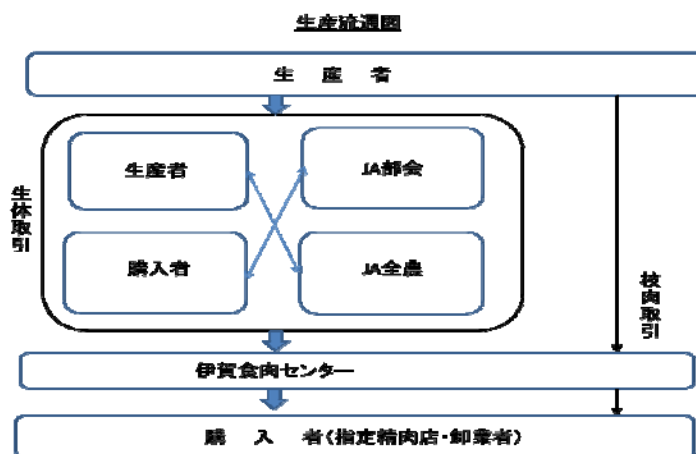 生産流通図
生 産 者
生産者
JA部会
生体取引
購入者
JA全農
枝肉取引
伊賀食肉センター
購 入 者(指定精肉店・卸業者)